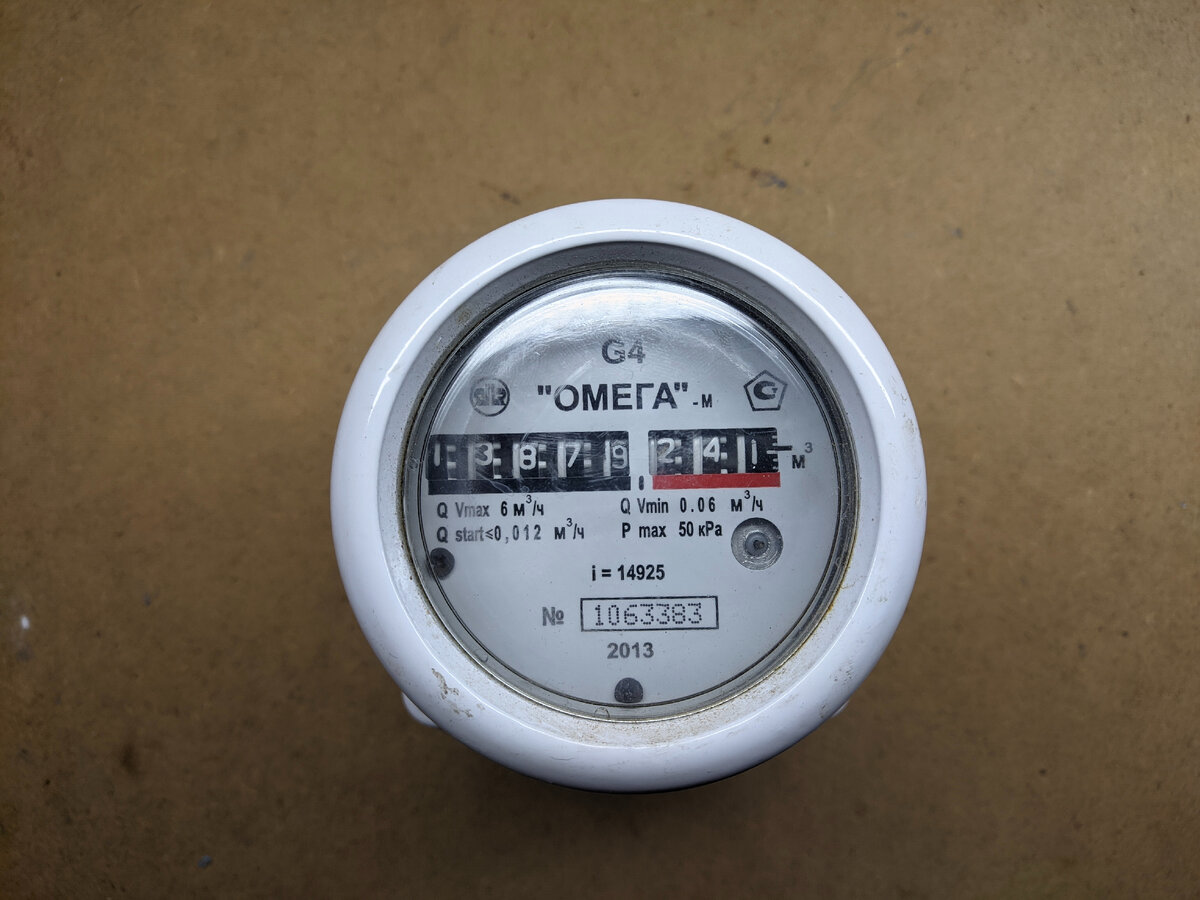 G4
"ОМЕГА"-М
13879 241 м³
Q Vmax 6 м³/ч Q Vmin 0.06 м³/ч
Q start≤0,012 м³/ч P max 50 кPa
i = 14925
№ 1063383
2013